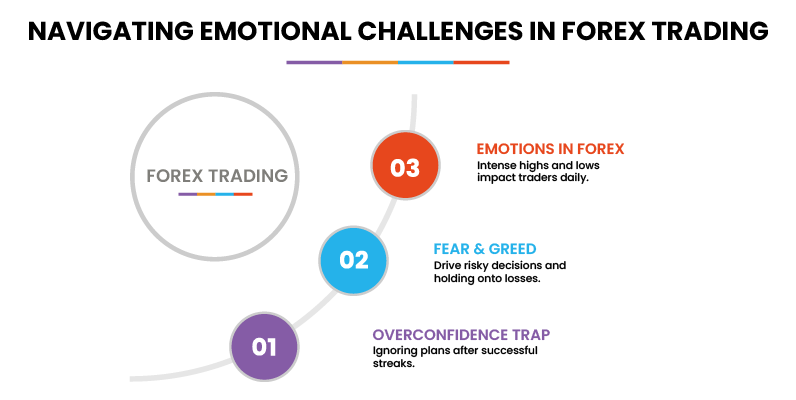 NAVIGATING EMOTIONAL CHALLENGES IN FOREX TRADING
FOREX TRADING
03
EMOTIONS IN FOREX
Intense highs and lows
impact traders daily.
02
FEAR & GREED
Drive risky decisions and
holding onto losses.
01
OVERCONFIDENCE TRAP
Ignoring plans after successful
streaks.